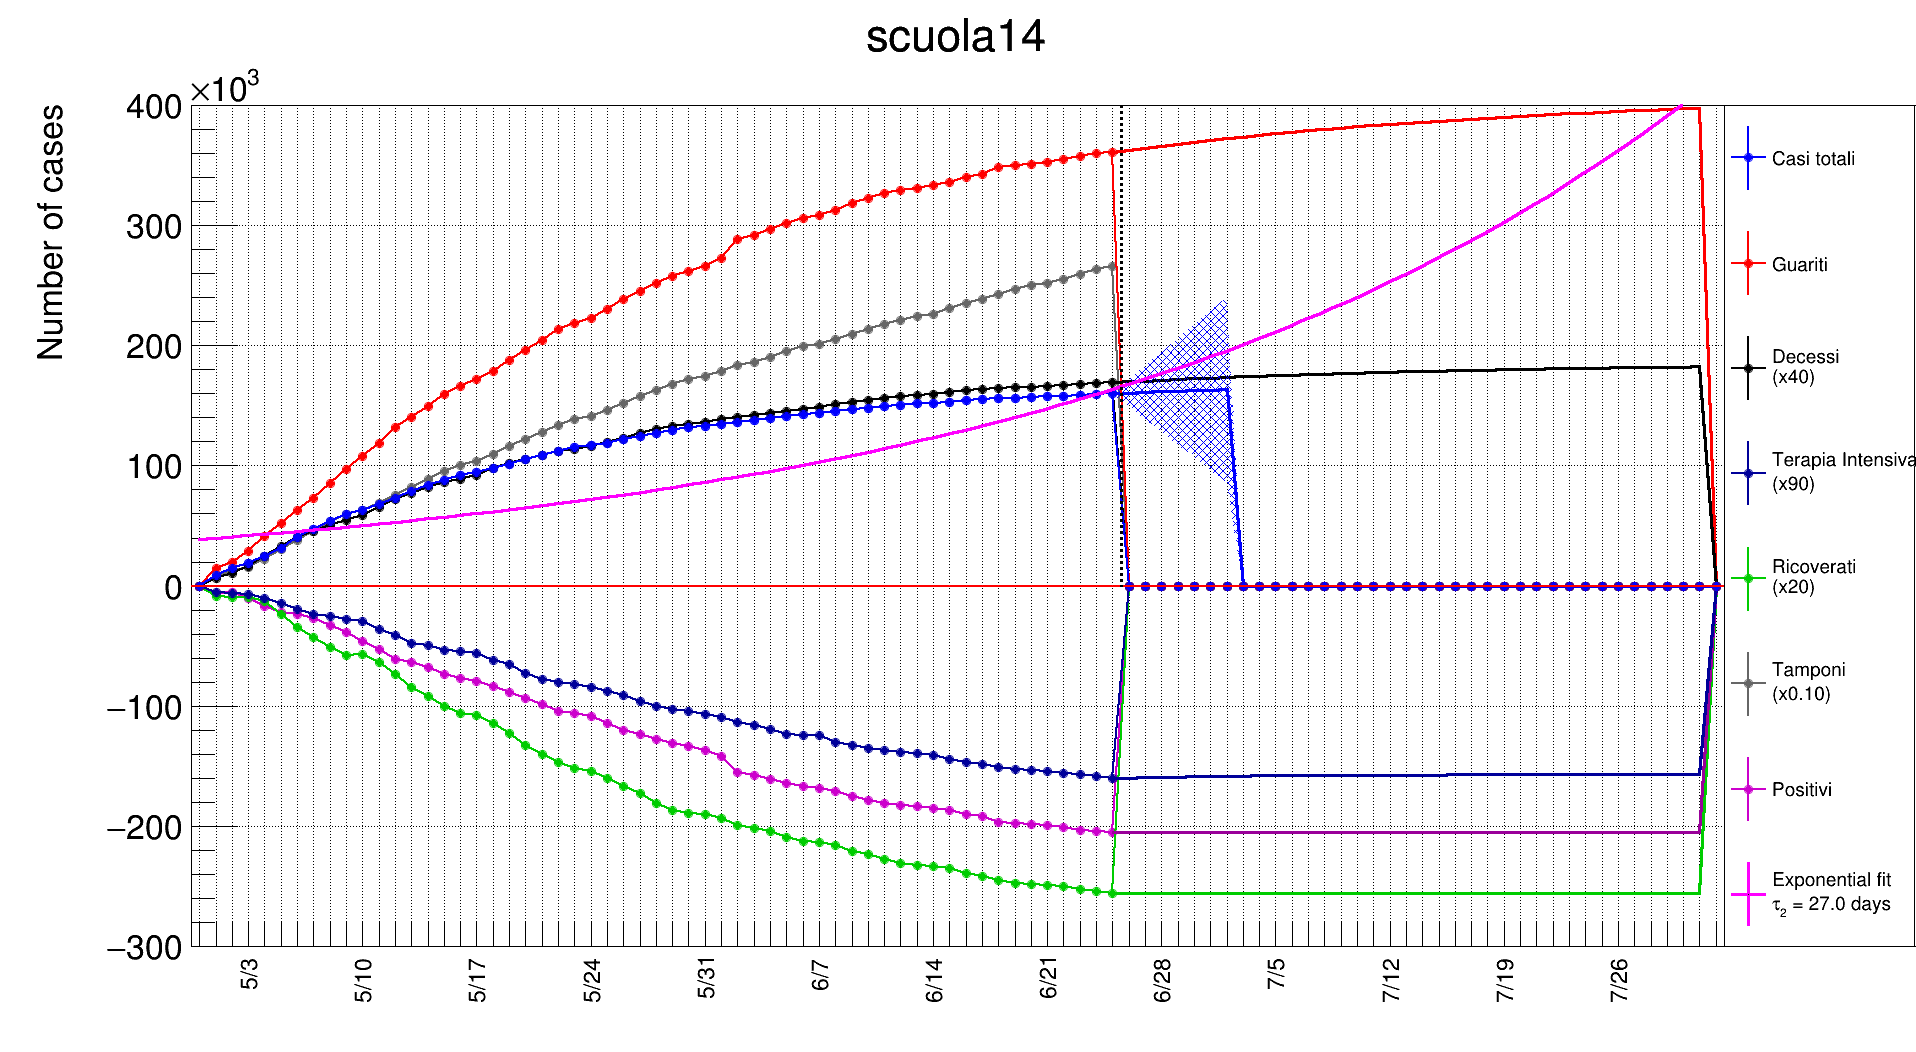 scuola14
×10³
Number of cases
400
300
200
100
0
−100
−200
−300
5/3
5/10
5/17
5/24
5/31
6/7
6/14
6/21
6/28
7/5
7/12
7/19
7/26
Casi totali
Guariti
Decessi
(x40)
Terapia Intensiva
(x90)
Ricoverati
(x20)
Tamponi
(x0.10)
Positivi
Exponential fit
τ₂ = 27.0 days